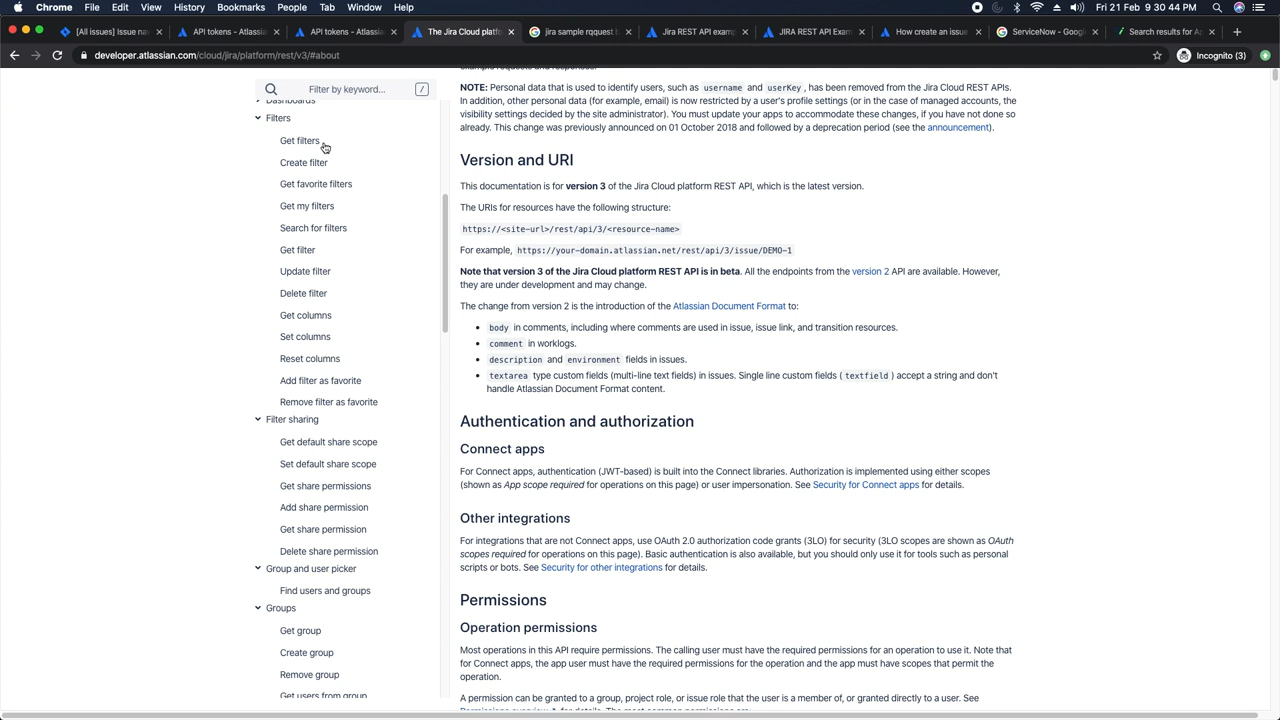 Chrome File Edit View History Bookmarks People Tab Window Help
Fri 21 Feb 9 30 44 PM
[All issues] Issue na
API tokens - Atlassia
API tokens - Atlassia
The Jira Cloud platfo
jira sample rqquest t
Jira REST API examp
JIRA REST API Exam
How create an issue
ServiceNow - Googl
Search results for Ap
developer.atlassian.com/cloud/jira/platform/rest/v3/#about
Incognito (3)
Filter by keyword... /
Dashboards
Filters
Get filters
Create filter
Get favorite filters
Get my filters
Search for filters
Get filter
Update filter
Delete filter
Get columns
Set columns
Reset columns
Add filter as favorite
Remove filter as favorite
Filter sharing
Get default share scope
Set default share scope
Get share permissions
Add share permission
Get share permission
Delete share permission
Group and user picker
Find users and groups
Groups
Get group
Create group
Remove group
Get users from group
example requests and responses.
NOTE: Personal data that is used to identify users, such as username and userKey , has been removed from the Jira Cloud REST APIs.
In addition, other personal data (for example, email) is now restricted by a user's profile settings (or in the case of managed accounts, the
visibility settings decided by the site administrator). You must update your apps to accommodate these changes, if you have not done so
already. This change was previously announced on 01 October 2018 and followed by a deprecation period (see the announcement).
Version and URI
This documentation is for version 3 of the Jira Cloud platform REST API, which is the latest version.
The URIs for resources have the following structure:
https://<site-url>/rest/api/3/<resource-name>
For example, https://your-domain.atlassian.net/rest/api/3/issue/DEMO-1
Note that version 3 of the Jira Cloud platform REST API is in beta. All the endpoints from the version 2 API are available. However,
they are under development and may change.
The change from version 2 is the introduction of the Atlassian Document Format to:
• body in comments, including where comments are used in issue, issue link, and transition resources.
• comment in worklogs.
• description and environment fields in issues.
• textarea type custom fields (multi-line text fields) in issues. Single line custom fields ( textfield ) accept a string and don't
handle Atlassian Document Format content.
Authentication and authorization
Connect apps
For Connect apps, authentication (JWT-based) is built into the Connect libraries. Authorization is implemented using either scopes
(shown as App scope required for operations on this page) or user impersonation. See Security for Connect apps for details.
Other integrations
For integrations that are not Connect apps, use OAuth 2.0 authorization code grants (3LO) for security (3LO scopes are shown as OAuth
scopes required for operations on this page). Basic authentication is also available, but you should only use it for tools such as personal
scripts or bots. See Security for other integrations for details.
Permissions
Operation permissions
Most operations in this API require permissions. The calling user must have the required permissions for an operation to use it. Note that
for Connect apps, the app user must have the required permissions for the operation and the app must have scopes that permit the
operation.
A permission can be granted to a group, project role, or issue role that the user is a member of, or granted directly to a user. See